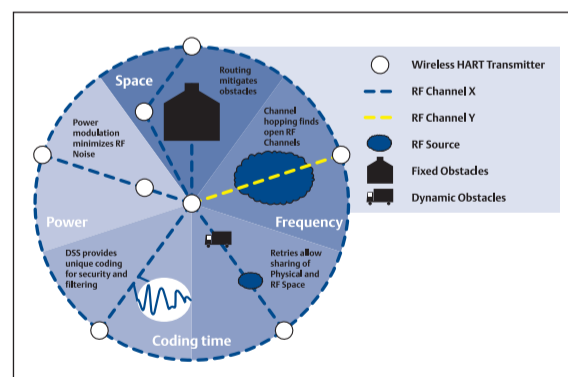 Space
Routing
mitigates
obstacles
Power
modulation
minimizes RF
Noise
Channel
hopping finds
open RF
Channels
Power
Frequency
DSS provides
unique coding
for security and
filtering
Retries allow
sharing of
Physical and
RF Space
Coding time
Wireless HART Transmitter
RF Channel X
RF Channel Y
RF Source
Fixed Obstacles
Dynamic Obstacles